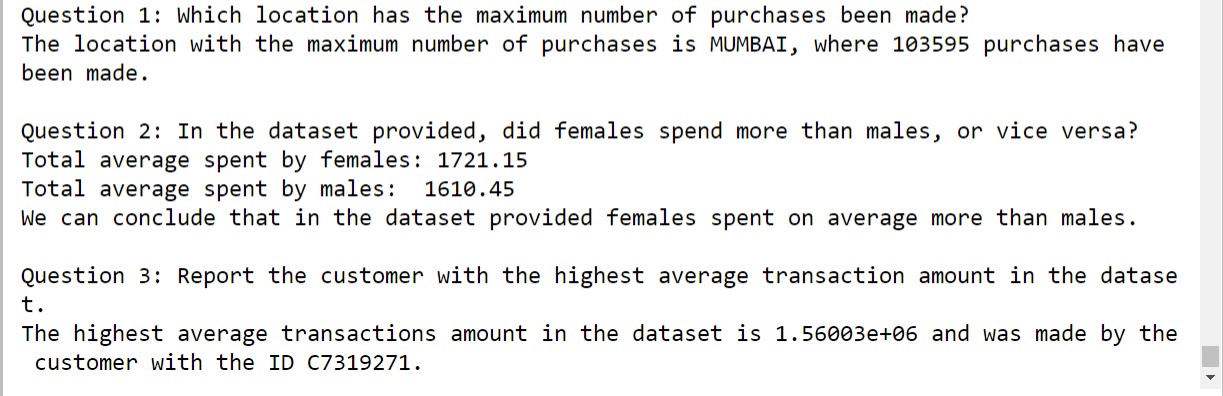 Question 1: Which location has the maximum number of purchases been made?
The location with the maximum number of purchases is MUMBAI, where 103595 purchases have
been made.
Question 2: In the dataset provided, did females spend more than males, or vice versa?
Total average spent by females: 1721.15
Total average spent by males:  1610.45
We can conclude that in the dataset provided females spent on average more than males.
Question 3: Report the customer with the highest average transaction amount in the datase
t.
The highest average transactions amount in the dataset is 1.56003e+06 and was made by the
 customer with the ID C7319271.